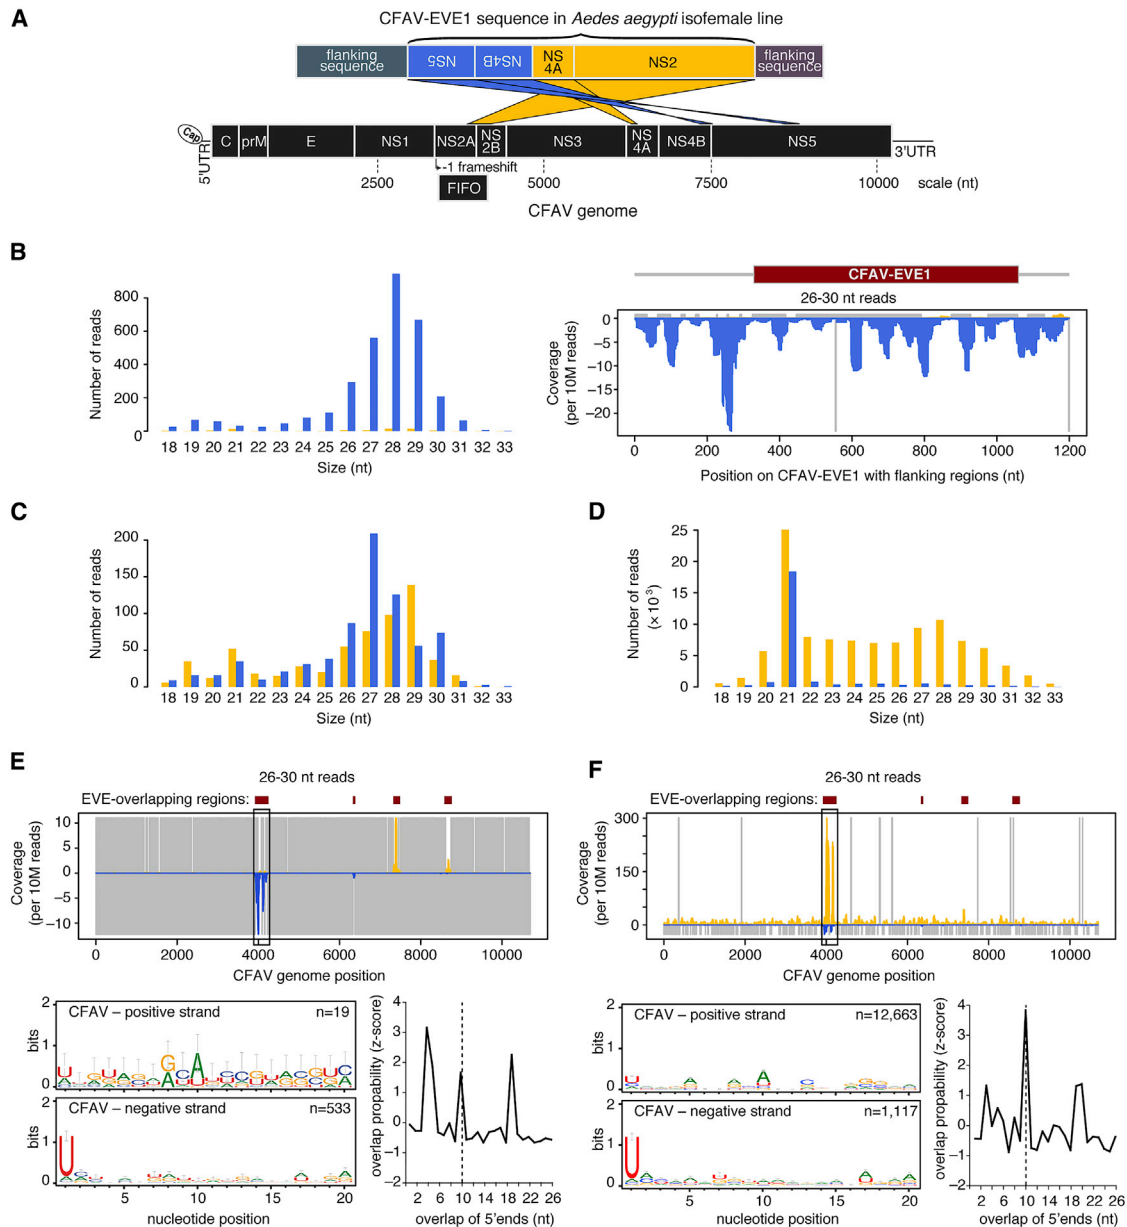 A
CFAV-EVE1 sequence in Aedes aegypti isofemale line
flanking sequence
NS5
NS4B
NS 4A
NS2
flanking sequence
Cap
5'UTR
C
prM
E
NS1
NS2A
NS 2B
NS3
NS 4A
NS4B
NS5
3'UTR
-1 frameshift
FIFO
2500
5000
7500
10000
scale (nt)
CFAV genome
B
Number of reads
800
600
400
200
0
18 19 20 21 22 23 24 25 26 27 28 29 30 31 32 33
Size (nt)
CFAV-EVE1
26-30 nt reads
Coverage
(per 10M reads)
0
−5
−10
−15
−20
0 200 400 600 800 1000 1200
Position on CFAV-EVE1 with flanking regions (nt)
C
Number of reads
200
150
100
50
0
18 19 20 21 22 23 24 25 26 27 28 29 30 31 32 33
Size (nt)
D
Number of reads
(× 10³)
25
20
15
10
5
0
18 19 20 21 22 23 24 25 26 27 28 29 30 31 32 33
Size (nt)
E
26-30 nt reads
EVE-overlapping regions:
Coverage
(per 10M reads)
10
5
0
−5
−10
0 2000 4000 6000 8000 10000
CFAV genome position
bits
2
1
0
CFAV – positive strand n=19
bits
2
1
0
CFAV – negative strand n=533
5 10 15 20
nucleotide position
overlap propability (z-score)
4
3
2
1
0
−1
−2
2 6 10 14 18 22 26
overlap of 5'ends (nt)
F
26-30 nt reads
EVE-overlapping regions:
Coverage
(per 10M reads)
300
150
0
0 2000 4000 6000 8000 10000
CFAV genome position
bits
2
1
0
CFAV – positive strand n=12,663
bits
2
1
0
CFAV – negative strand n=1,117
5 10 15 20
nucleotide position
overlap propability (z-score)
4
3
2
1
0
−1
−2
2 6 10 14 18 22 26
overlap of 5'ends (nt)